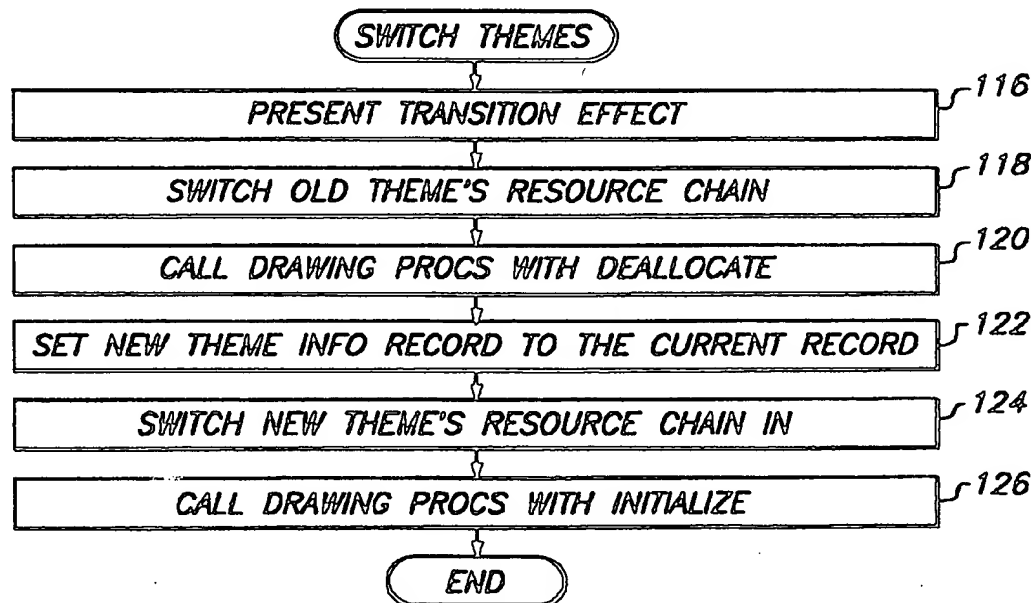 SWITCH THEMES
PRESENT TRANSITION EFFECT
116
SWITCH OLD THEME'S RESOURCE CHAIN
118
CALL DRAWING PROCS WITH DEALLOCATE
120
SET NEW THEME INFO RECORD TO THE CURRENT RECORD
122
SWITCH NEW THEME'S RESOURCE CHAIN IN
124
CALL DRAWING PROCS WITH INITIALIZE
126
END